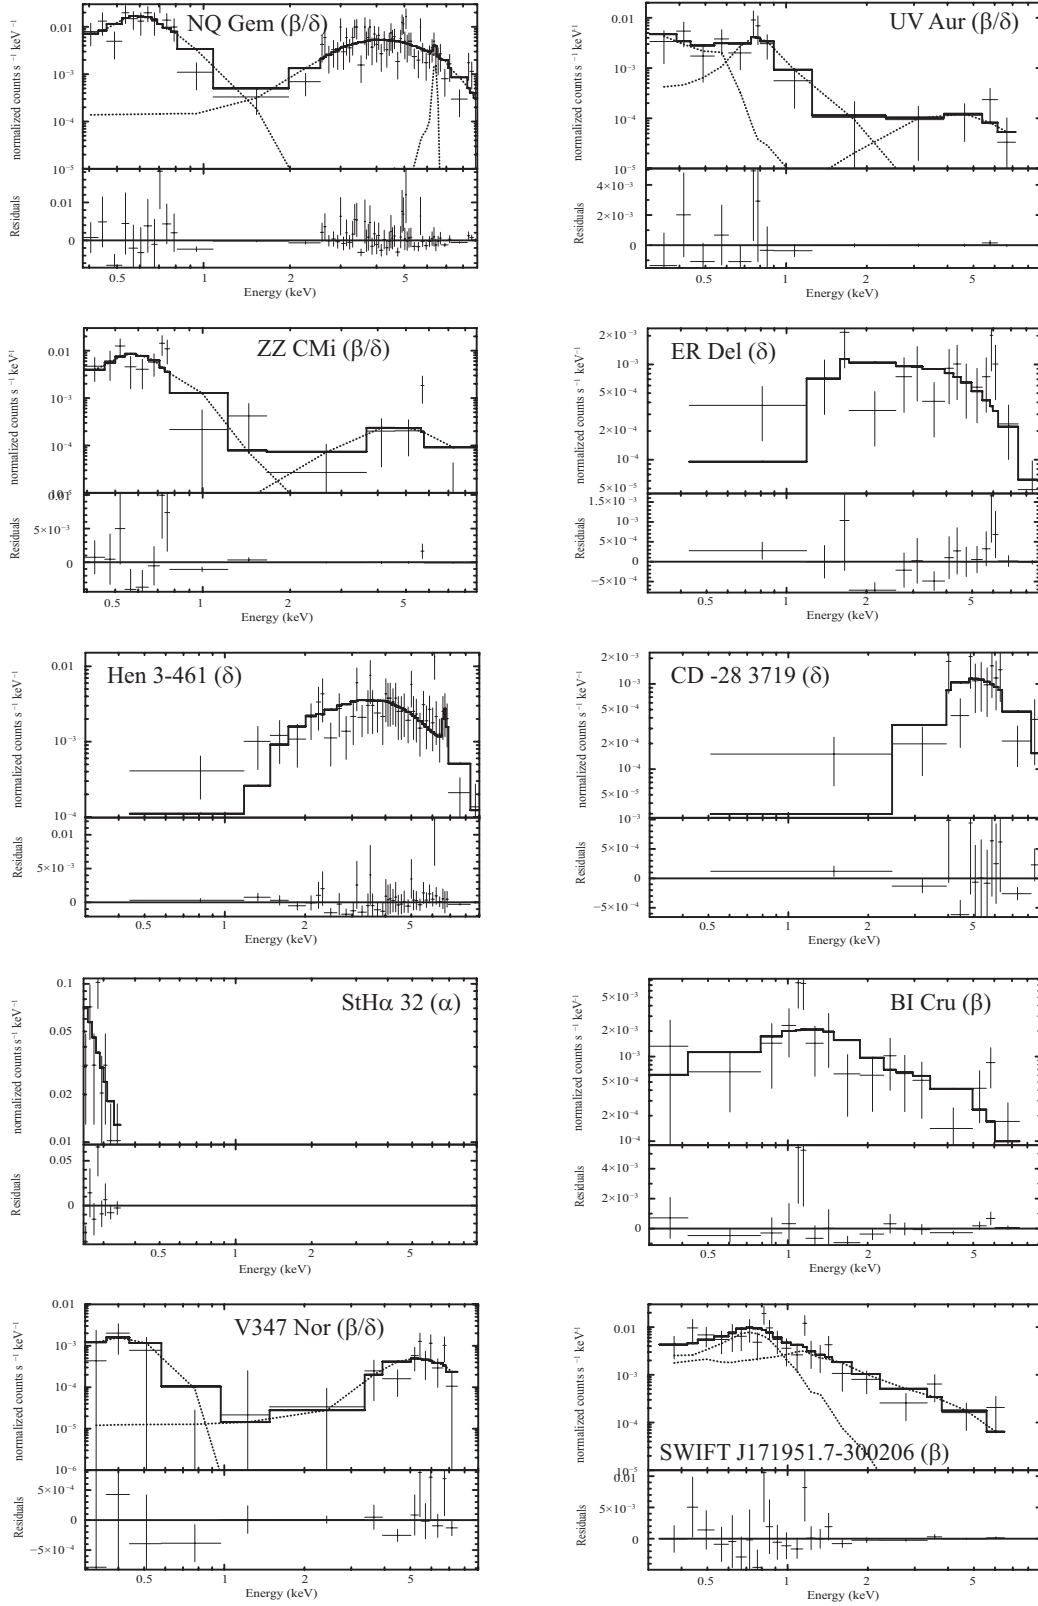 NQ Gem (β/δ)
normalized counts s⁻¹ keV⁻¹
0.01
10⁻³
10⁻⁴
10⁻⁵
Residuals
0.01
0
0.5 1 2 5
Energy (keV)
UV Aur (β/δ)
normalized counts s⁻¹ keV⁻¹
0.01
10⁻³
10⁻⁴
10⁻⁵
Residuals
4×10⁻³
2×10⁻³
0
0.5 1 2 5
Energy (keV)
ZZ CMi (β/δ)
normalized counts s⁻¹ keV⁻¹
0.01
10⁻³
10⁻⁴
10⁻⁵
Residuals
0.01
5×10⁻³
0
0.5 1 2 5
Energy (keV)
ER Del (δ)
normalized counts s⁻¹ keV⁻¹
2×10⁻³
10⁻³
5×10⁻⁴
2×10⁻⁴
10⁻⁴
5×10⁻⁵
Residuals
1.5×10⁻³
10⁻³
5×10⁻⁴
0
−5×10⁻⁴
0.5 1 2 5
Energy (keV)
Hen 3-461 (δ)
normalized counts s⁻¹ keV⁻¹
0.01
10⁻³
10⁻⁴
Residuals
0.01
5×10⁻³
0
0.5 1 2 5
Energy (keV)
CD -28 3719 (δ)
normalized counts s⁻¹ keV⁻¹
2×10⁻³
10⁻³
5×10⁻⁴
2×10⁻⁴
10⁻⁴
5×10⁻⁵
10⁻³
Residuals
5×10⁻⁴
0
−5×10⁻⁴
0.5 1 2 5
Energy (keV)
StHα 32 (α)
normalized counts s⁻¹ keV⁻¹
0.1
0.05
0.02
0.01
Residuals
0.05
0
0.5 1 2 5
Energy (keV)
BI Cru (β)
normalized counts s⁻¹ keV⁻¹
5×10⁻³
2×10⁻³
10⁻³
5×10⁻⁴
2×10⁻⁴
10⁻⁴
Residuals
4×10⁻³
2×10⁻³
0
0.5 1 2 5
Energy (keV)
V347 Nor (β/δ)
normalized counts s⁻¹ keV⁻¹
0.01
10⁻³
10⁻⁴
10⁻⁵
10⁻⁶
Residuals
5×10⁻⁴
0
−5×10⁻⁴
0.5 1 2 5
Energy (keV)
SWIFT J171951.7-300206 (β)
normalized counts s⁻¹ keV⁻¹
0.01
10⁻³
10⁻⁴
10⁻⁵
Residuals
0.01
5×10⁻³
0
0.5 1 2 5
Energy (keV)